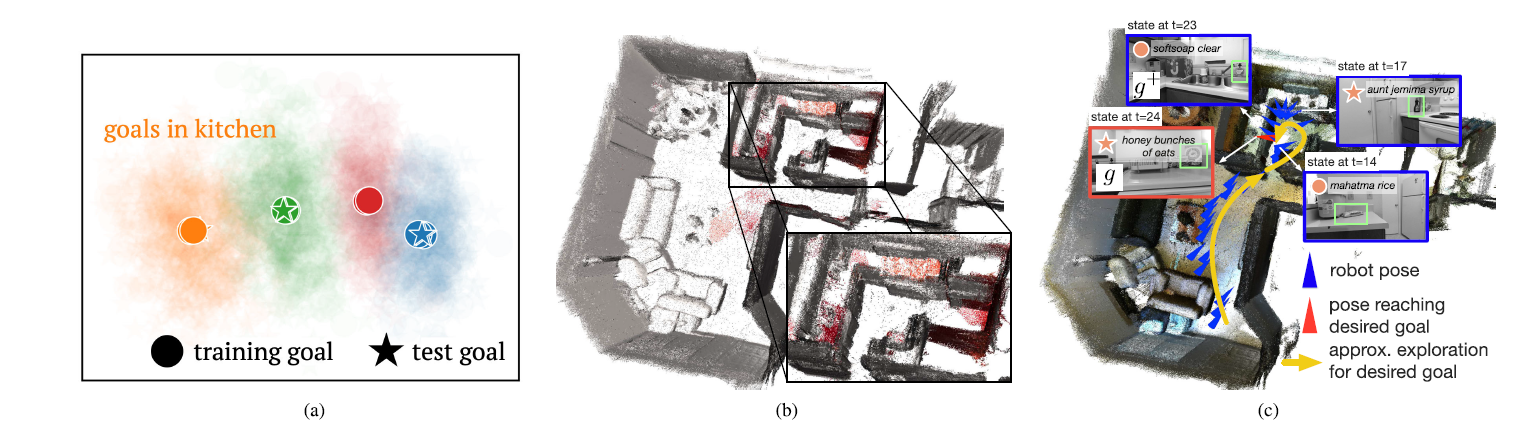 goals in kitchen
training goal
test goal
(a)
(b)
state at t=23
softsoap clear
g+
state at t=17
aunt jemima syrup
state at t=24
honey bunches
of oats
g
state at t=14
mahatma rice
robot pose
pose reaching
desired goal
approx. exploration
for desired goal
(c)